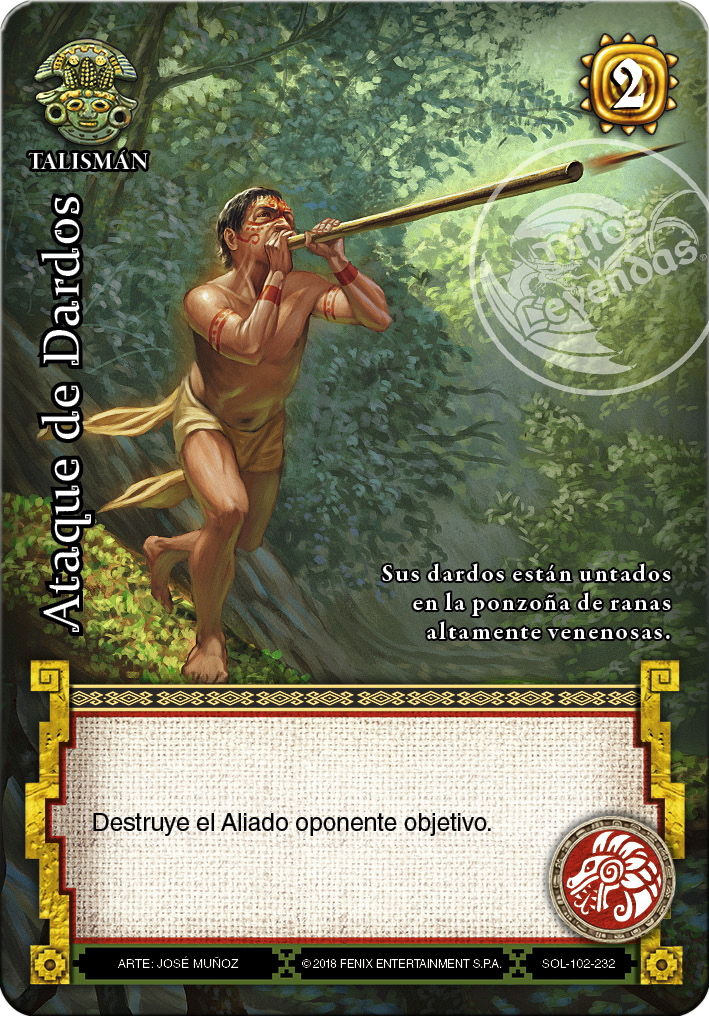 2
TALISMÁN
Mitos
Leyendas®
Ataque de Dardos
Sus dardos están untados
en la ponzoña de ranas
altamente venenosas.
Destruye el Aliado oponente objetivo.
ARTE: JOSÉ MUÑOZ
©2018 FENIX ENTERTAINMENT S.P.A.
SOL-102-232